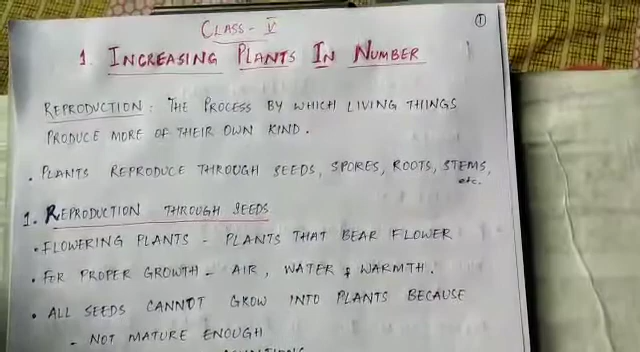 ①
CLASS - V
1. INCREASING PLANTS IN NUMBER
REPRODUCTION : THE PROCESS BY WHICH LIVING THINGS
PRODUCE MORE OF THEIR OWN KIND.
. PLANTS REPRODUCE THROUGH SEEDS, SPORES, ROOTS, STEMS,
etc.
1. REPRODUCTION THROUGH SEEDS
• FLOWERING PLANTS - PLANTS THAT BEAR FLOWER
• FOR PROPER GROWTH - AIR, WATER & WARMTH.
• ALL SEEDS CANNOT GROW INTO PLANTS BECAUSE
- NOT MATURE ENOUGH